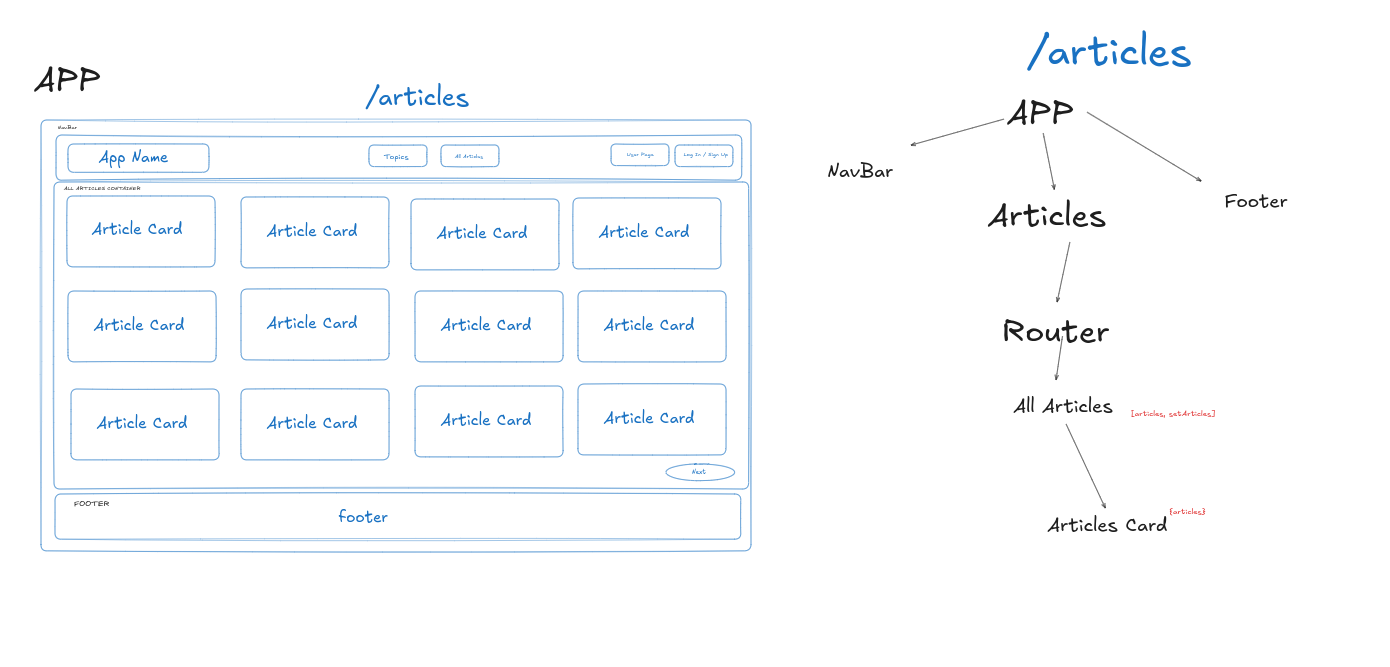 APP
/articles
NavBar
App Name
Topics
All Articles
User Page
Log In / Sign Up
ALL ARTICLES CONTAINER
Article Card
Article Card
Article Card
Article Card
Article Card
Article Card
Article Card
Article Card
Article Card
Article Card
Article Card
Article Card
Next
FOOTER
footer
/articles
APP
NavBar
Articles
Footer
Router
All Articles
[articles, setArticles]
Articles Card
{articles}